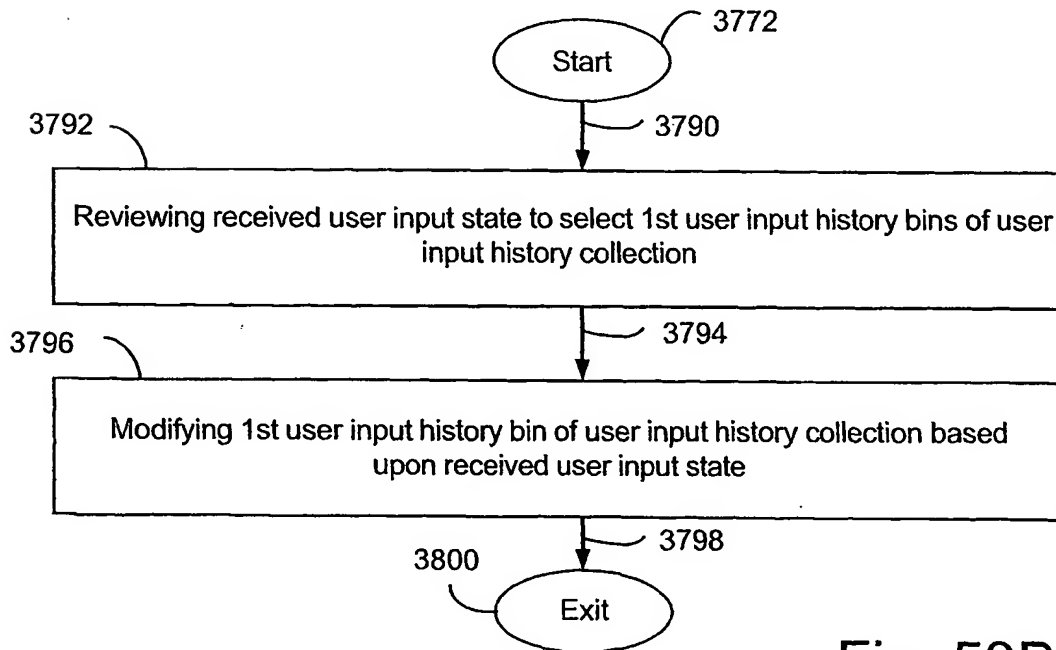 3772
Start
3790
3792
Reviewing received user input state to select 1st user input history bins of user
input history collection
3794
3796
Modifying 1st user input history bin of user input history collection based
upon received user input state
3798
3800
Exit